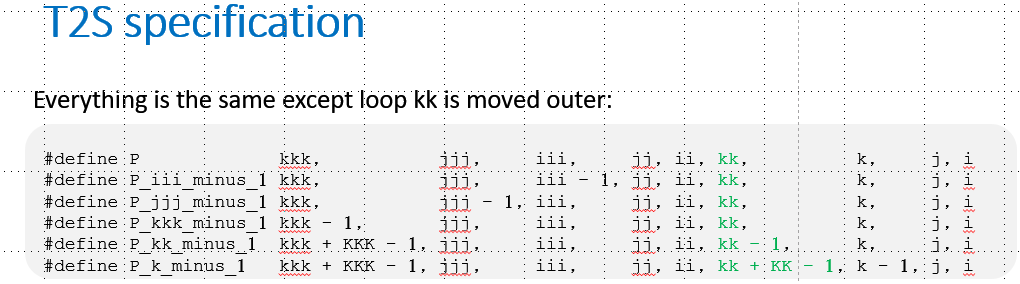 T2S specification
Everything is the same except loop kk is moved outer:
#define P kkk, jjj, iii, jj, ii, kk, k, j, i
#define P_iii_minus_1 kkk, jjj, iii - 1, jj, ii, kk, k, j, i
#define P_jjj_minus_1 kkk, jjj - 1, iii, jj, ii, kk, k, j, i
#define P_kkk_minus_1 kkk - 1, jjj, iii, jj, ii, kk, k, j, i
#define P_kk_minus_1 kkk + KKK - 1, jjj, iii, jj, ii, kk - 1, k, j, i
#define P_k_minus_1 kkk + KKK - 1, jjj, iii, jj, ii, kk + KK - 1, k - 1, j, i